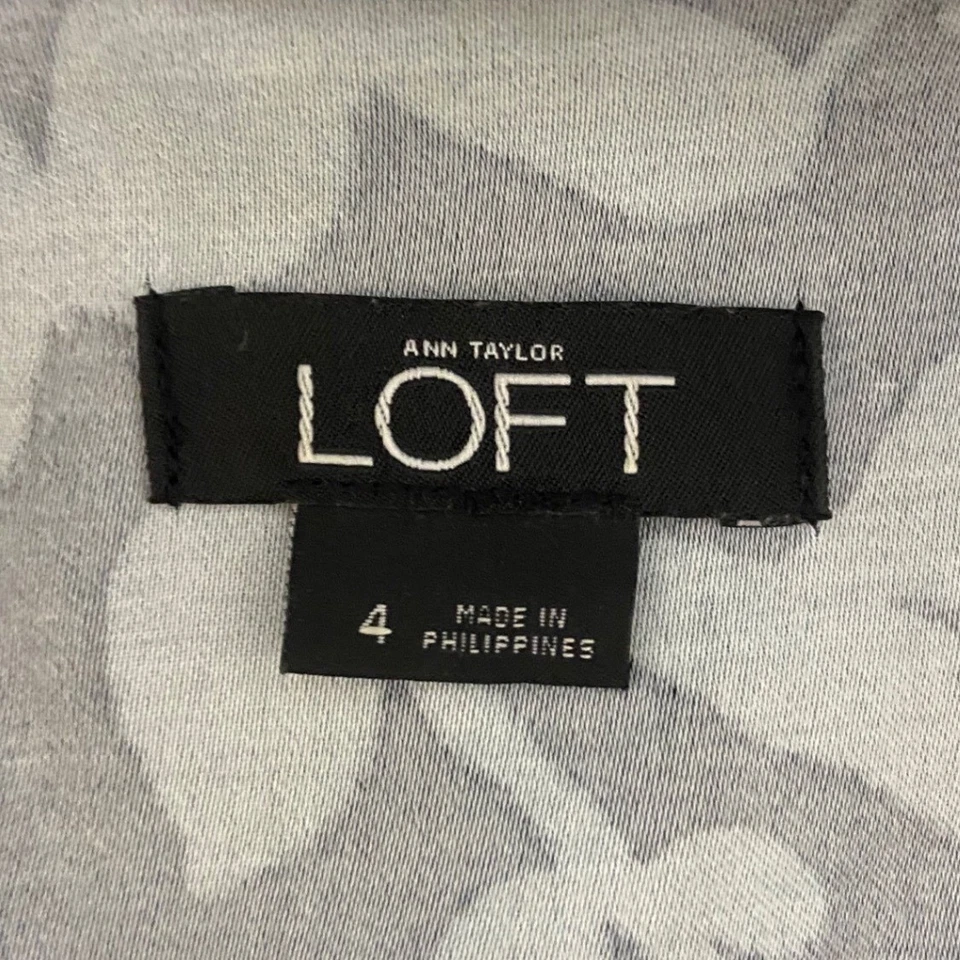 ANN TAYLOR
LOFT
4 MADE IN
PHILIPPINES